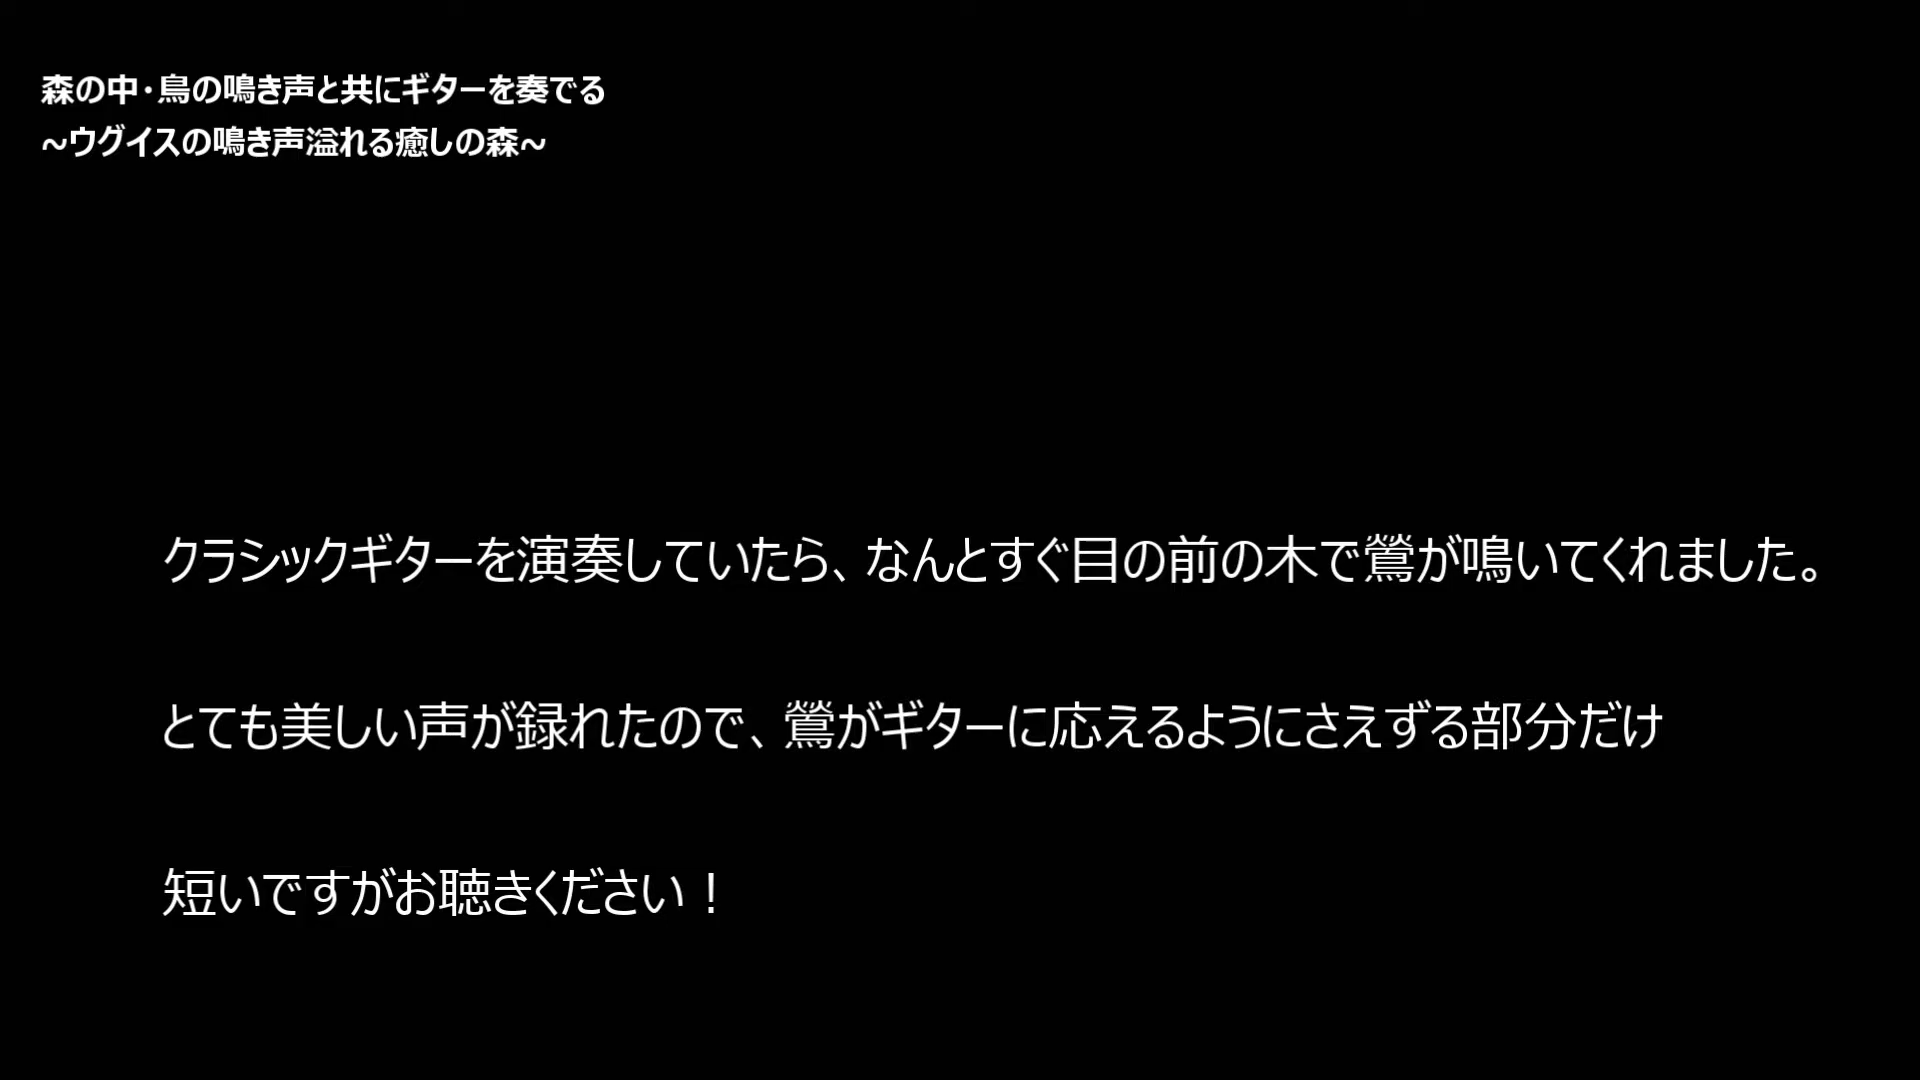 森の中・鳥の鳴き声と共にギターを奏でる
~ウグイスの鳴き声溢れる癒しの森~
クラシックギターを演奏していたら、なんとすぐ目の前の木で鶯が鳴いてくれました。
とても美しい声が録れたので、鶯がギターに応えるようにさえずる部分だけ
短いですがお聴きください！